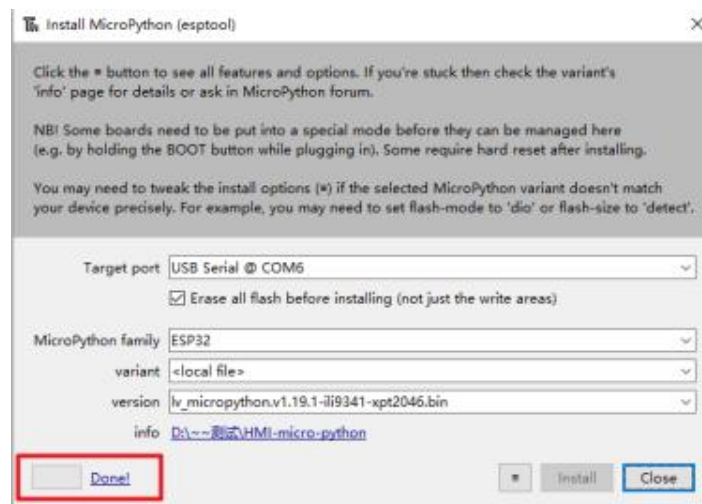 Install MicroPython (esptool)
Click the ≡ button to see all features and options. If you're stuck then check the variant's
'info' page for details or ask in MicroPython forum.
NB! Some boards need to be put into a special mode before they can be managed here
(e.g. by holding the BOOT button while plugging in). Some require hard reset after installing.
You may need to tweak the install options (≡) if the selected MicroPython variant doesn't match
your device precisely. For example, you may need to set flash-mode to 'dio' or flash-size to 'detect'.
Target port USB Serial @ COM6
Erase all flash before installing (not just the write areas)
MicroPython family ESP32
variant <local file>
version lv_micropython.v1.19.1-ili9341-xpt2046.bin
info D:\~~测试\HMI-micro-python
Done! ≡ Install Close